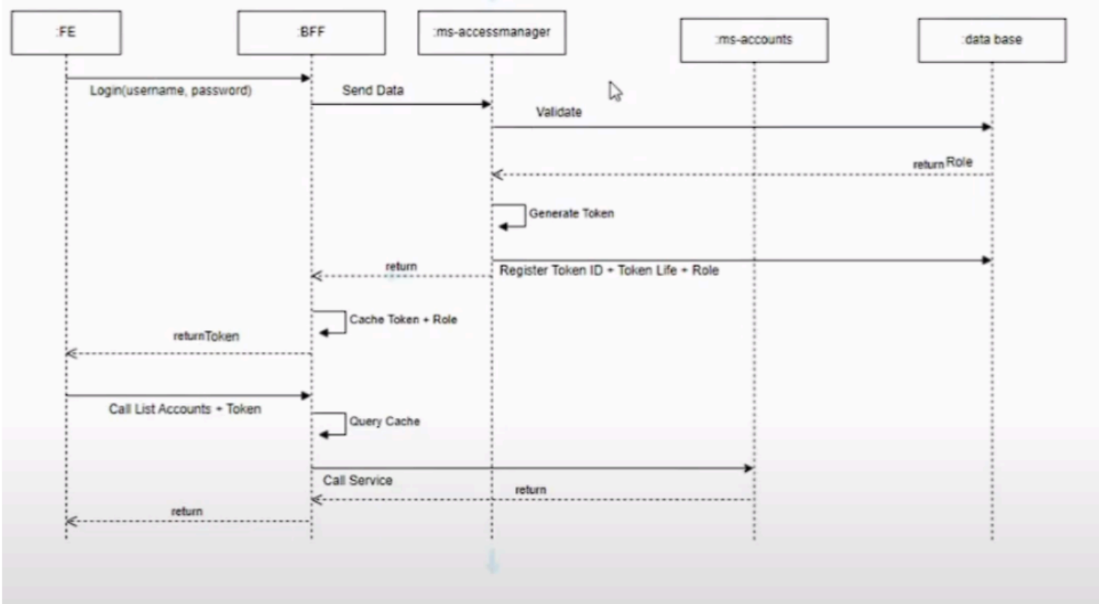 :FE
:BFF
:ms-accessmanager
:ms-accounts
:data base
Login(username, password)
Send Data
Validate
return Role
Generate Token
Register Token ID + Token Life + Role
return
Cache Token + Role
returnToken
Call List Accounts + Token
Query Cache
Call Service
return
return